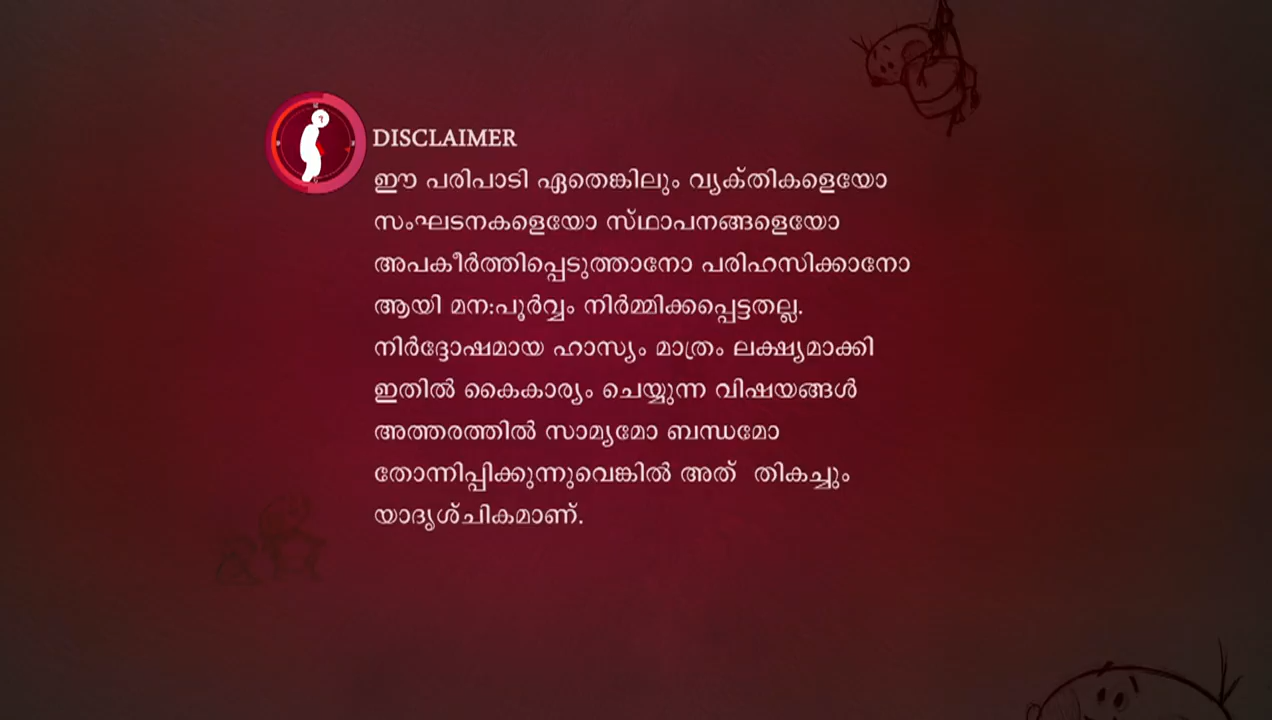 DISCLAIMER
ഈ പരിപാടി ഏതെങ്കിലും വ്യക്‌തികളെയോ
സംഘടനകളെയോ സ്‌ഥാപനങ്ങളെയോ
അപകീർത്തിപ്പെടുത്താനോ പരിഹസിക്കാനോ
ആയി മന:പൂർവ്വം നിർമ്മിക്കപ്പെട്ടതല്ല.
നിർദ്ദോഷമായ ഹാസ്യം മാത്രം ലക്ഷ്യമാക്കി
ഇതിൽ കൈകാര്യം ചെയ്യുന്ന വിഷയങ്ങൾ
അത്തരത്തിൽ സാമ്യമോ ബന്ധമോ
തോന്നിപ്പിക്കുന്നുവെങ്കിൽ അത് തികച്ചും
യാദൃശ്ചികമാണ്.